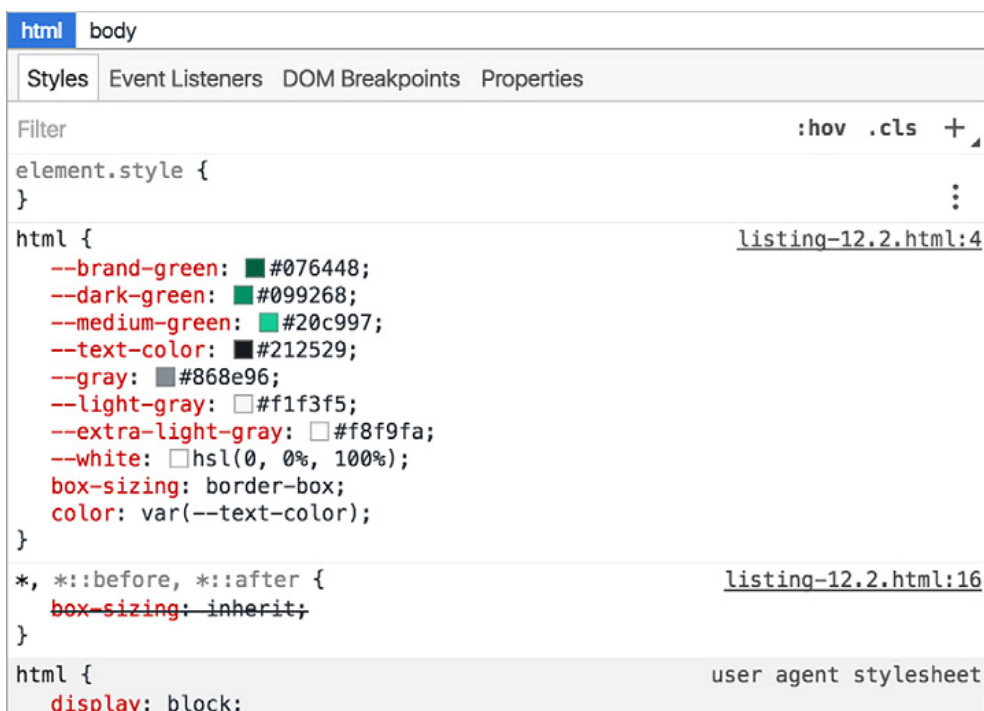 html body
Styles Event Listeners DOM Breakpoints Properties
Filter :hov .cls +
element.style {
}
html { listing-12.2.html:4
--brand-green: #076448;
--dark-green: #099268;
--medium-green: #20c997;
--text-color: #212529;
--gray: #868e96;
--light-gray: #f1f3f5;
--extra-light-gray: #f8f9fa;
--white: hsl(0, 0%, 100%);
box-sizing: border-box;
color: var(--text-color);
}
*, *::before, *::after { listing-12.2.html:16
box-sizing: inherit;
}
html { user agent stylesheet
display: block;